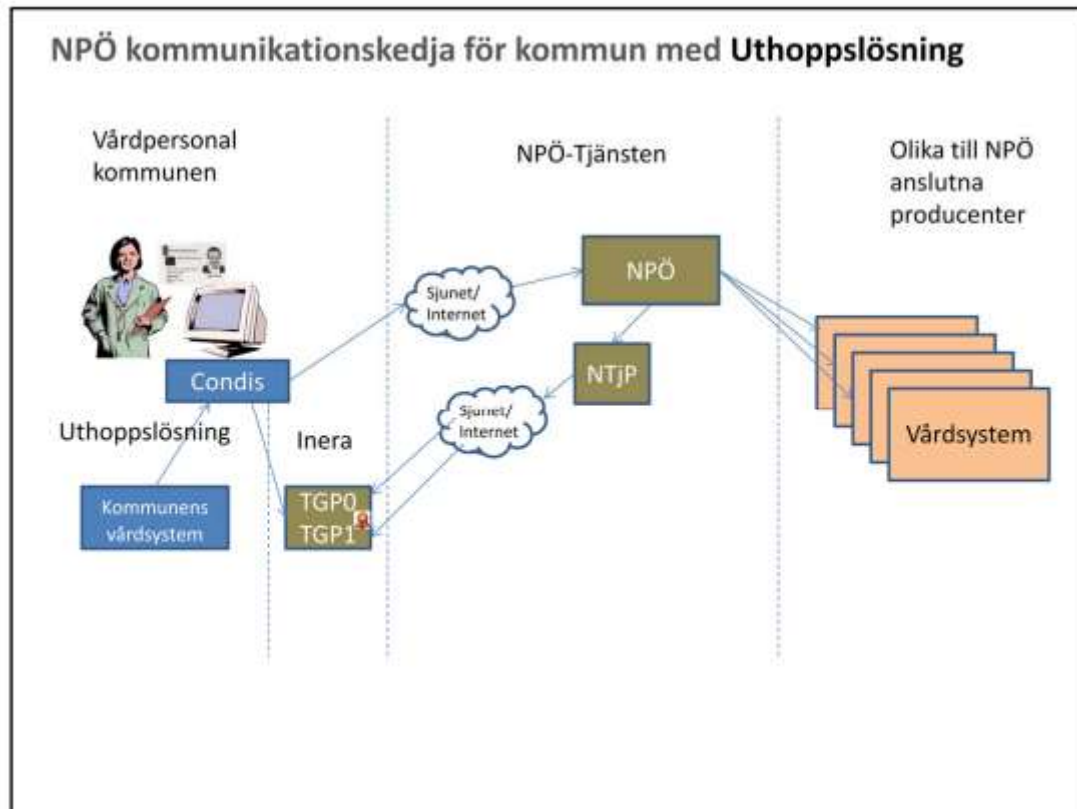 NPÖ kommunikationskedja för kommun med Uthoppslösning
Vårdpersonal
kommunen
NPÖ-Tjänsten
Olika till NPÖ
anslutna
producenter
NPÖ
Sjunet/
Internet
NTjP
Condis
Sjunet/
Internet
Uthoppslösning
Inera
Vårdsystem
Kommunens
vårdsystem
TGP0
TGP1